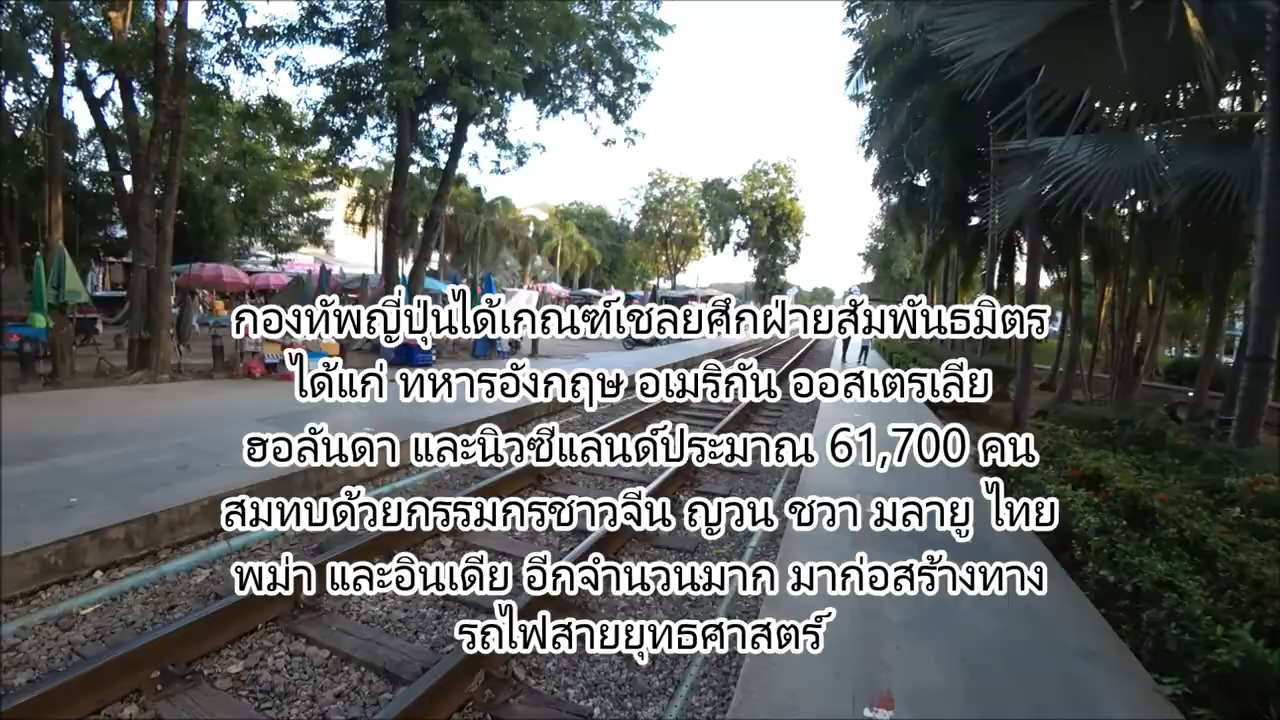 กองทัพญี่ปุ่นได้เกณฑ์เชลยศึกฝ่ายสัมพันธมิตร
ได้แก่ ทหารอังกฤษ อเมริกัน ออสเตรเลีย
ฮอลันดา และนิวซีแลนด์ประมาณ 61,700 คน
สมทบด้วยกรรมกรชาวจีน ญวน ชวา มลายู ไทย
พม่า และอินเดีย อีกจำนวนมาก มาก่อสร้างทาง
รถไฟสายยุทธศาสตร์